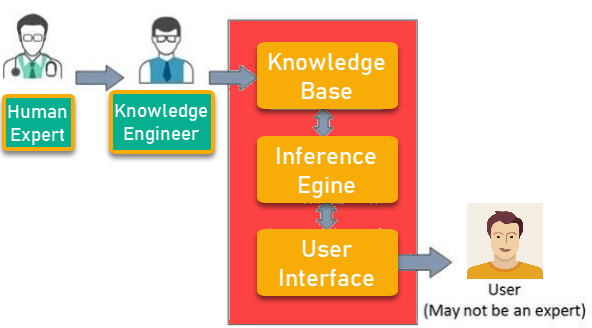 Human
Expert
Knowledge
Engineer
Knowledge
Base
Inference
Egine
User
Interface
User
(May not be an expert)